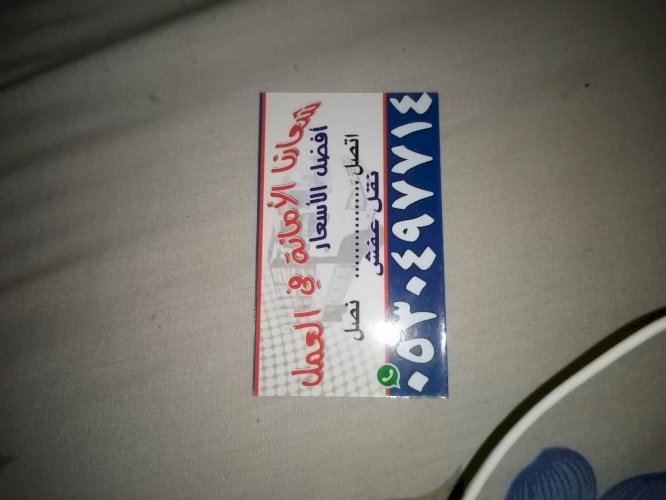 شعارنا الأمانة في العمل
أفضل الأسعار
اتصل .................. نصل
نقل عفش
٠٥٣٠٤٩٧٧١٤